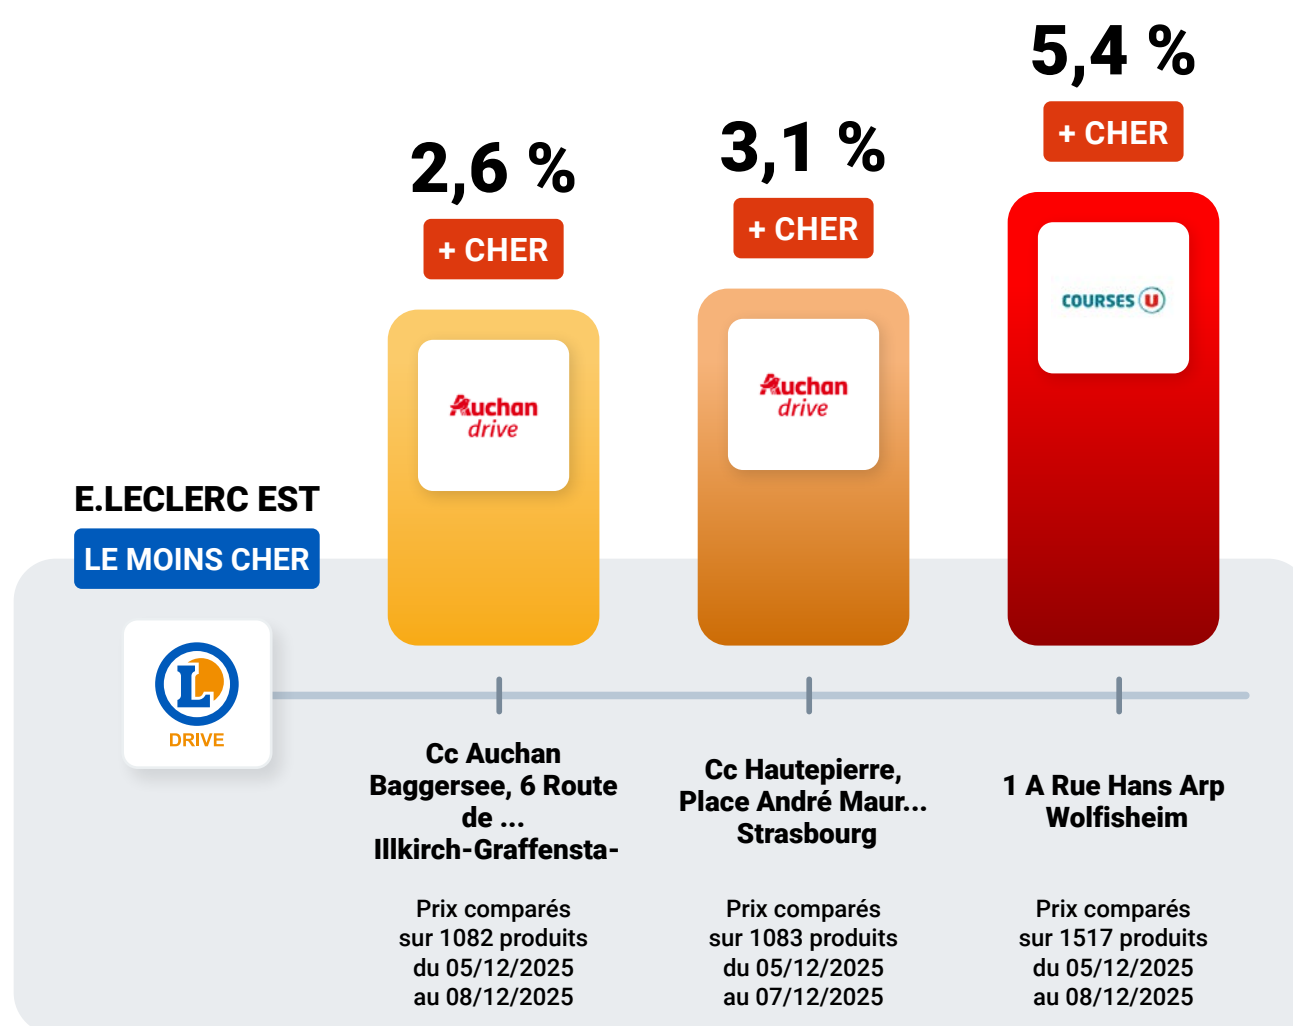 5,4 %
+ CHER
3,1 %
+ CHER
2,6 %
+ CHER
COURSES U
Auchan
drive
Auchan
drive
E.LECLERC EST
LE MOINS CHER
L
DRIVE
Cc Auchan
Baggersee, 6 Route
de ...
Illkirch-Graffensta-
Prix comparés
sur 1082 produits
du 05/12/2025
au 08/12/2025
Cc Hautepierre,
Place André Maur...
Strasbourg
Prix comparés
sur 1083 produits
du 05/12/2025
au 07/12/2025
1 A Rue Hans Arp
Wolfisheim
Prix comparés
sur 1517 produits
du 05/12/2025
au 08/12/2025